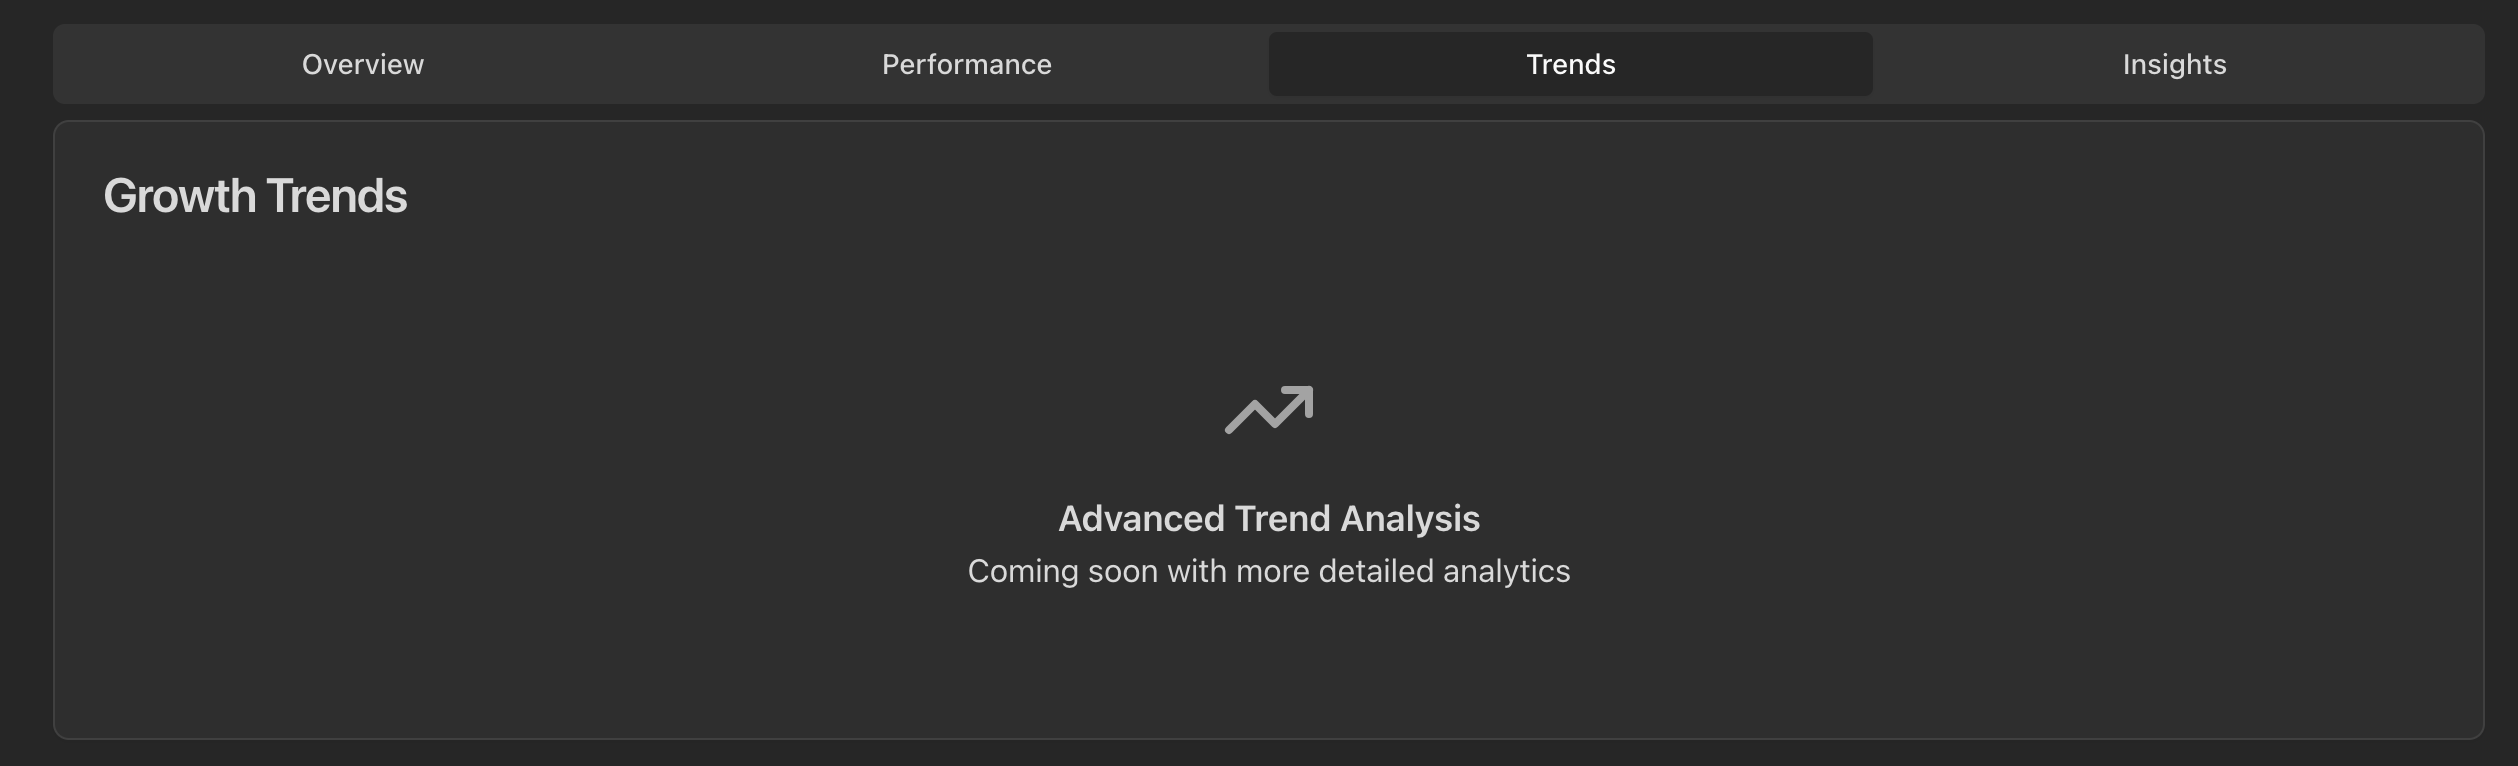 Overview
Performance
Trends
Insights
Growth Trends
Advanced Trend Analysis
Coming soon with more detailed analytics